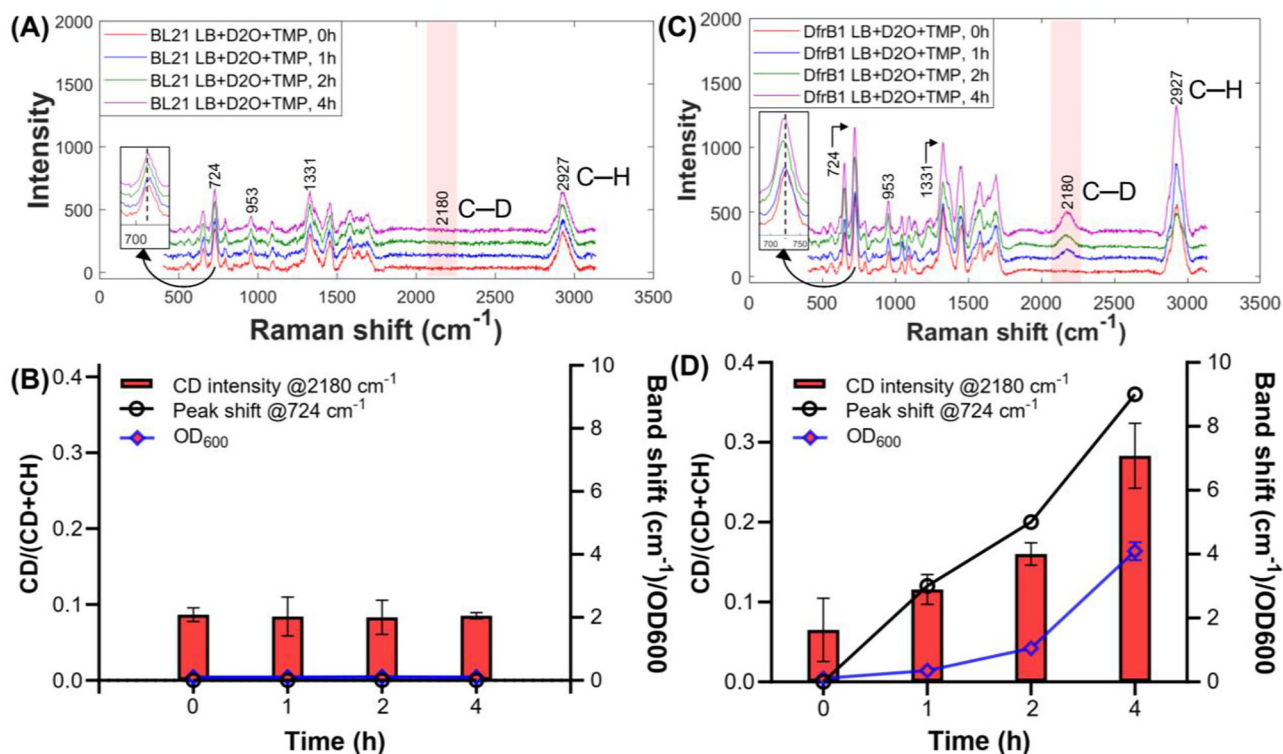 (A)
2000
1500
1000
500
0
Intensity
BL21 LB+D2O+TMP, 0h
BL21 LB+D2O+TMP, 1h
BL21 LB+D2O+TMP, 2h
BL21 LB+D2O+TMP, 4h
700
724
953
1331
2180
C—D
2927
C—H
0 500 1000 1500 2000 2500 3000 3500
Raman shift (cm⁻¹)
(C)
2000
1500
1000
500
0
Intensity
DfrB1 LB+D2O+TMP, 0h
DfrB1 LB+D2O+TMP, 1h
DfrB1 LB+D2O+TMP, 2h
DfrB1 LB+D2O+TMP, 4h
700 750
724
953
1331
2180
C—D
2927
C—H
0 500 1000 1500 2000 2500 3000 3500
Raman shift (cm⁻¹)
(B)
0.4
0.3
0.2
0.1
0.0
CD/(CD+CH)
CD intensity @2180 cm⁻¹
Peak shift @724 cm⁻¹
OD₆₀₀
10
8
6
4
2
0
Band shift (cm⁻¹)/OD600
0 1 2 4
Time (h)
(D)
0.4
0.3
0.2
0.1
0.0
CD/(CD+CH)
CD intensity @2180 cm⁻¹
Peak shift @724 cm⁻¹
OD₆₀₀
10
8
6
4
2
0
Band shift (cm⁻¹)/OD600
0 1 2 4
Time (h)